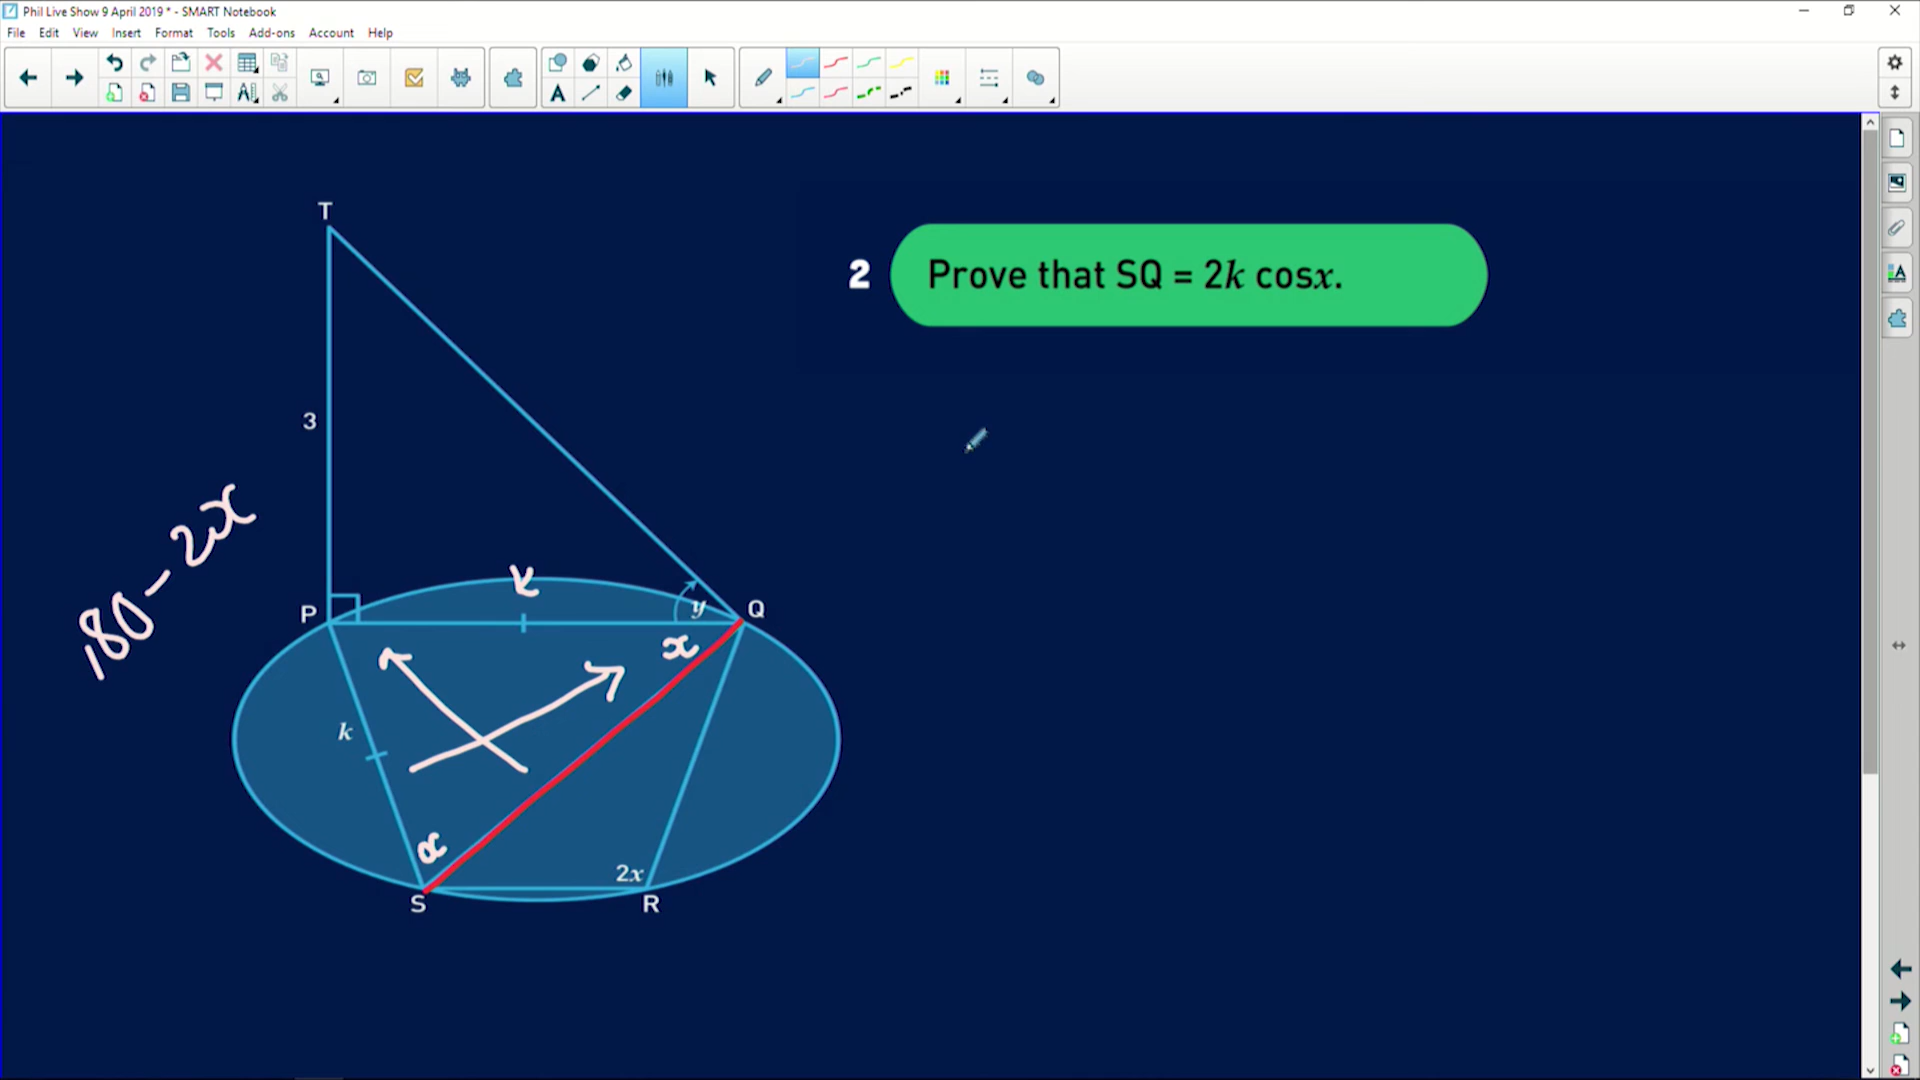 Phil Live Show 9 April 2019 * - SMART Notebook
File Edit View Insert Format Tools Add-ons Account Help
T
2 Prove that SQ = 2k cosx.
3
180-2x
k
P
y
Q
x
k
x
2x
S
R